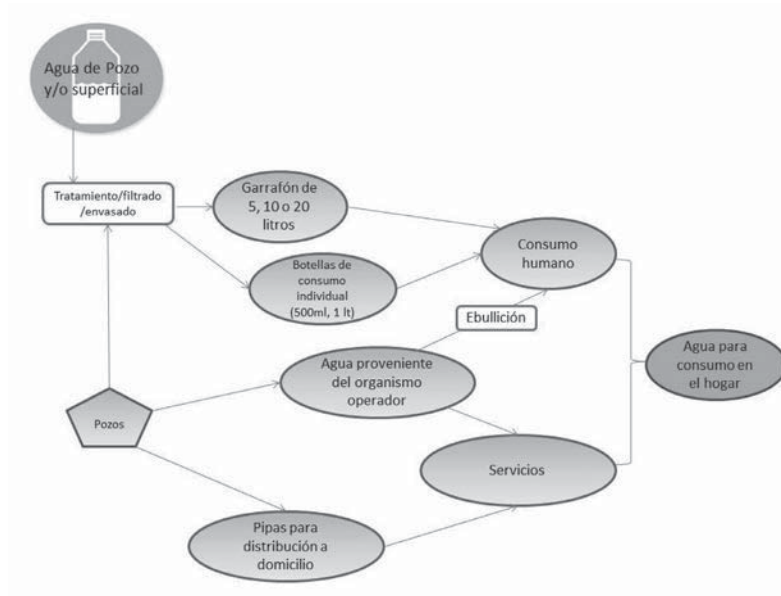 Agua de Pozo
y/o superficial
Tratamiento/filtrado
/envasado
Garrafón de
5, 10 o 20
litros
Botellas de
consumo
individual
(500ml, 1 lt)
Consumo
humano
Ebullición
Agua proveniente
del organismo
operador
Agua para
consumo en
el hogar
Pozos
Servicios
Pipas para
distribución a
domicilio